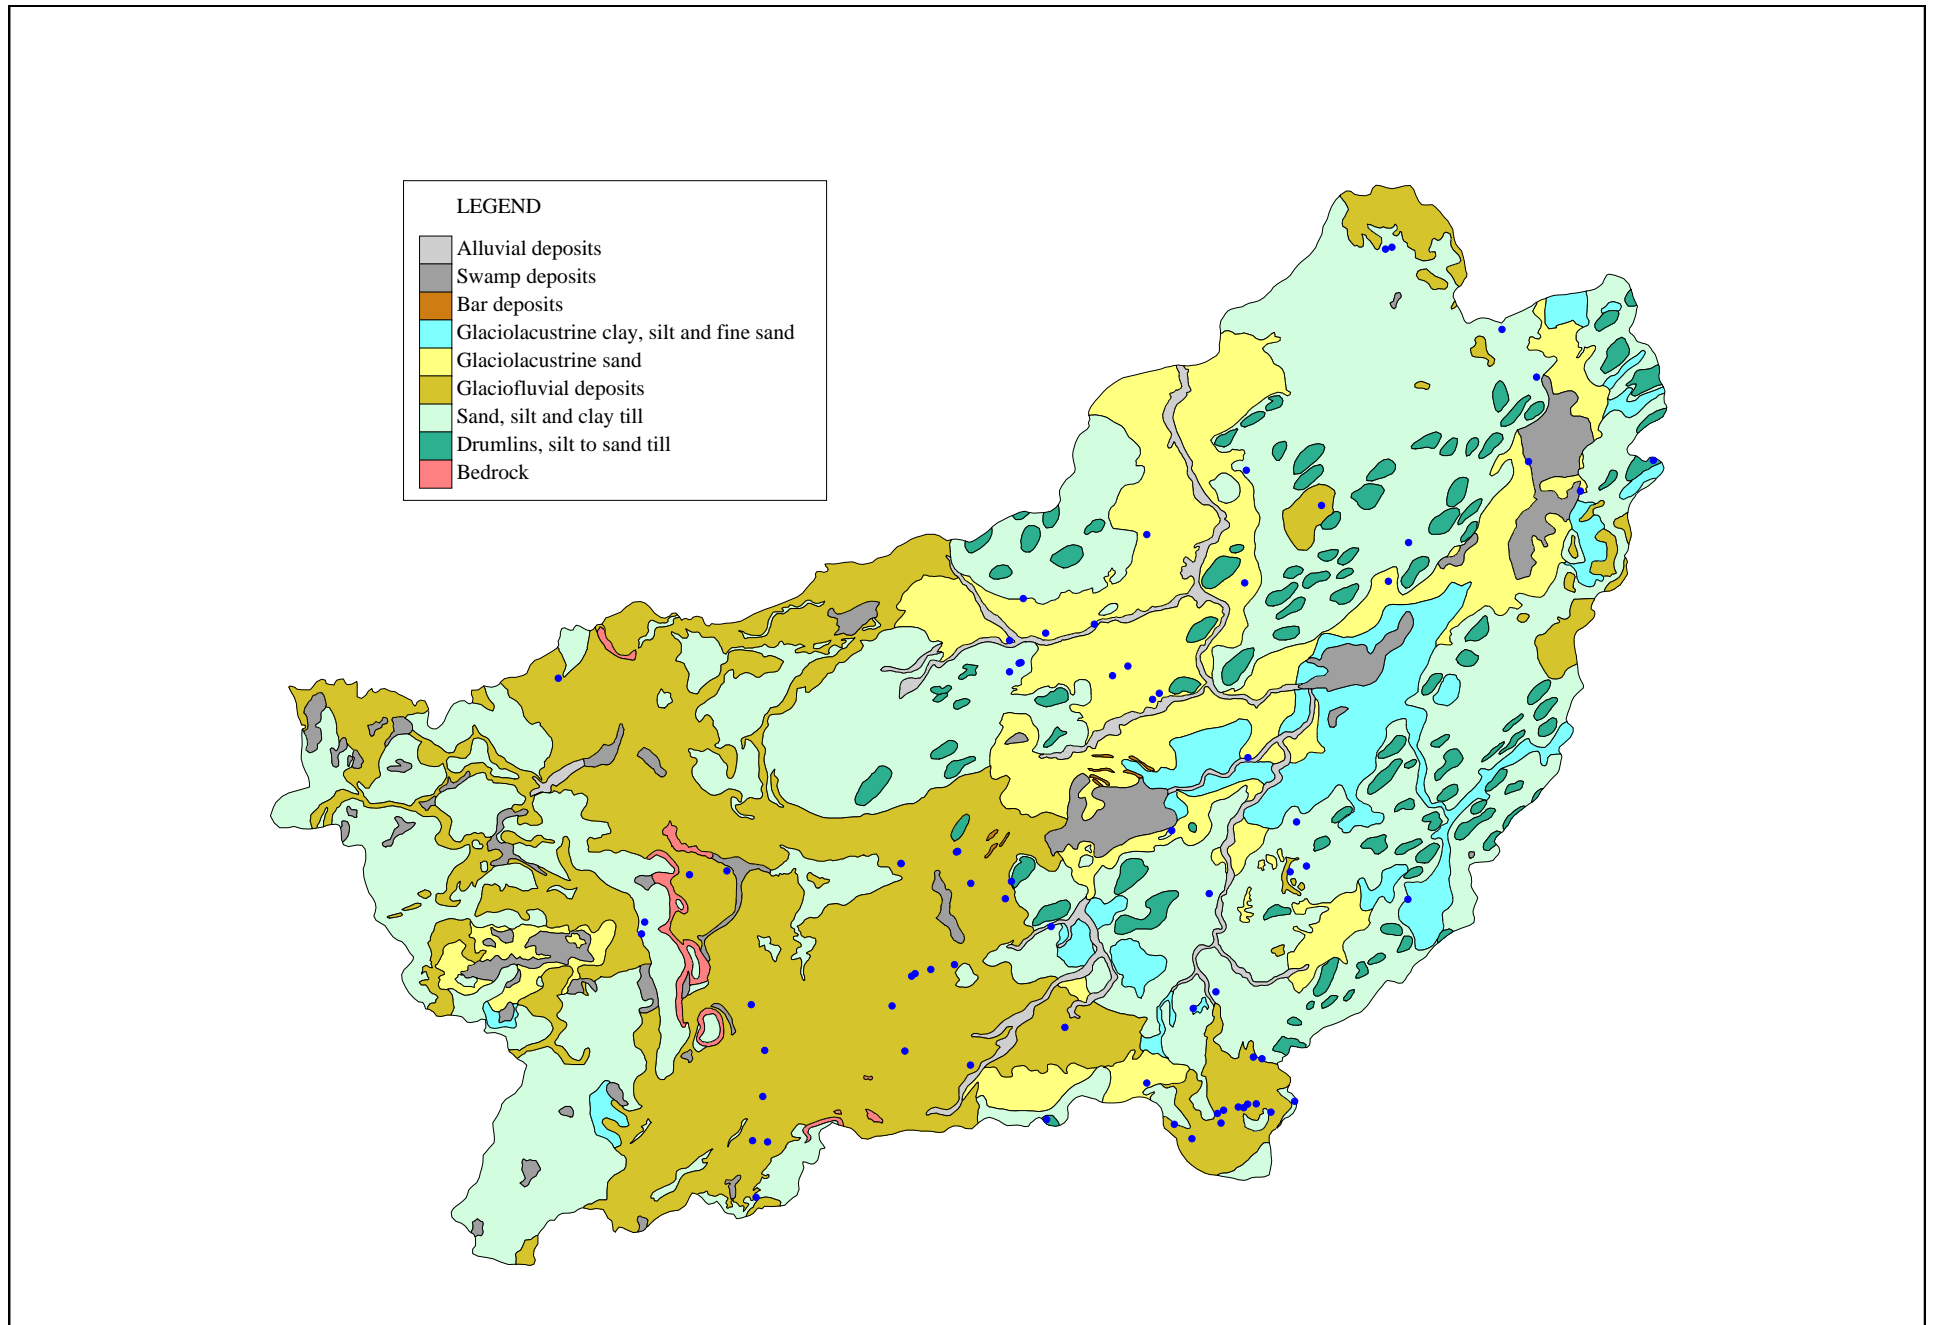 LEGEND
Alluvial deposits
Swamp deposits
Bar deposits
Glaciolacustrine clay, silt and fine sand
Glaciolacustrine sand
Glaciofluvial deposits
Sand, silt and clay till
Drumlins, silt to sand till
Bedrock